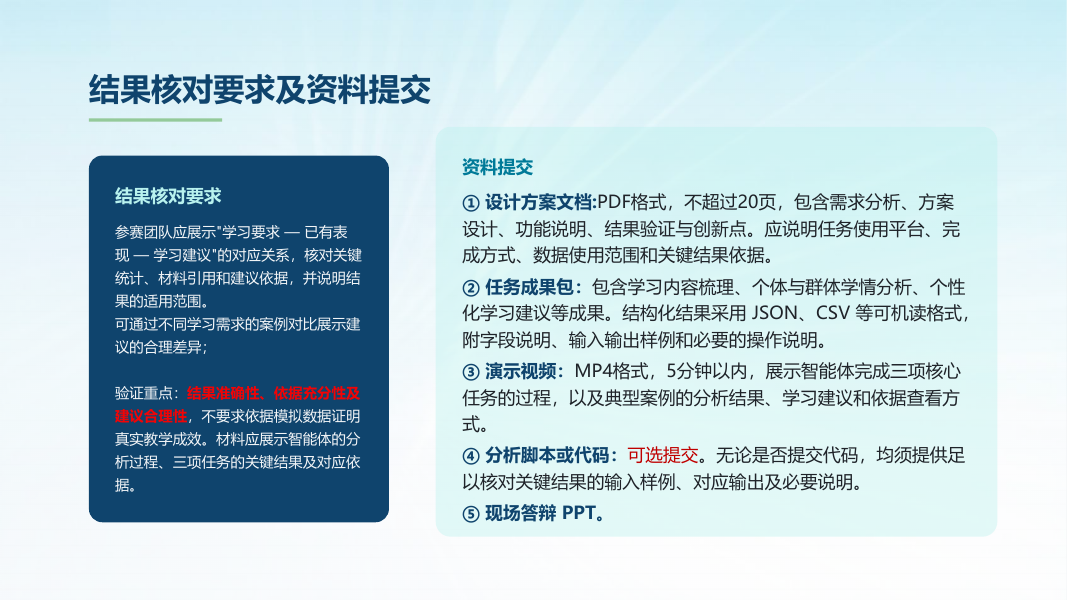 结果核对要求及资料提交
结果核对要求
参赛团队应展示"学习要求 — 已有表
现 — 学习建议"的对应关系，核对关键
统计、材料引用和建议依据，并说明结
果的适用范围。
可通过不同学习需求的案例对比展示建
议的合理差异；
验证重点：结果准确性、依据充分性及
建议合理性，不要求依据模拟数据证明
真实教学成效。材料应展示智能体的分
析过程、三项任务的关键结果及对应依
据。
资料提交
① 设计方案文档:PDF格式，不超过20页，包含需求分析、方案
设计、功能说明、结果验证与创新点。应说明任务使用平台、完
成方式、数据使用范围和关键结果依据。
② 任务成果包：包含学习内容梳理、个体与群体学情分析、个性
化学习建议等成果。结构化结果采用 JSON、CSV 等可机读格式，
附字段说明、输入输出样例和必要的操作说明。
③ 演示视频：MP4格式，5分钟以内，展示智能体完成三项核心
任务的过程，以及典型案例的分析结果、学习建议和依据查看方
式。
④ 分析脚本或代码：可选提交。无论是否提交代码，均须提供足
以核对关键结果的输入样例、对应输出及必要说明。
⑤ 现场答辩 PPT。